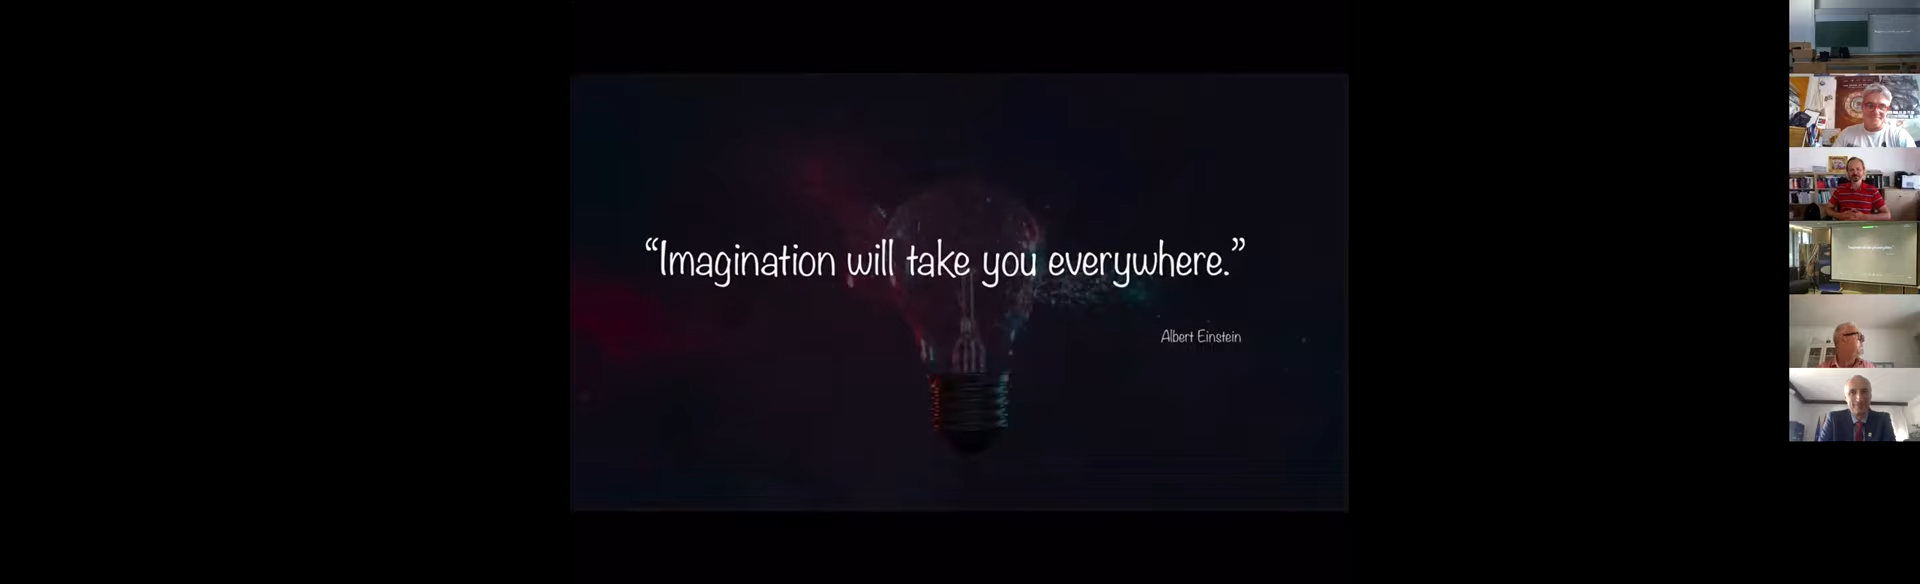 “Imagination will take you everywhere.”
Albert Einstein